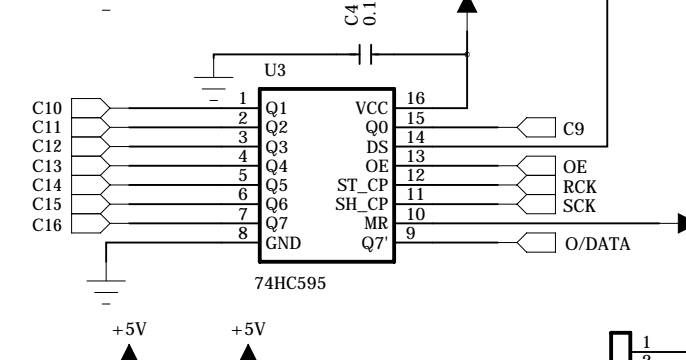 C4
0.1
U3
C10
1
Q1
VCC
16
C11
2
Q2
Q0
15
C9
C12
3
Q3
DS
14
C13
4
Q4
OE
13
OE
C14
5
Q5
ST_CP
12
RCK
C15
6
Q6
SH_CP
11
SCK
C16
7
Q7
MR
10
8
GND
Q7'
9
O/DATA
74HC595
+5V
+5V
1